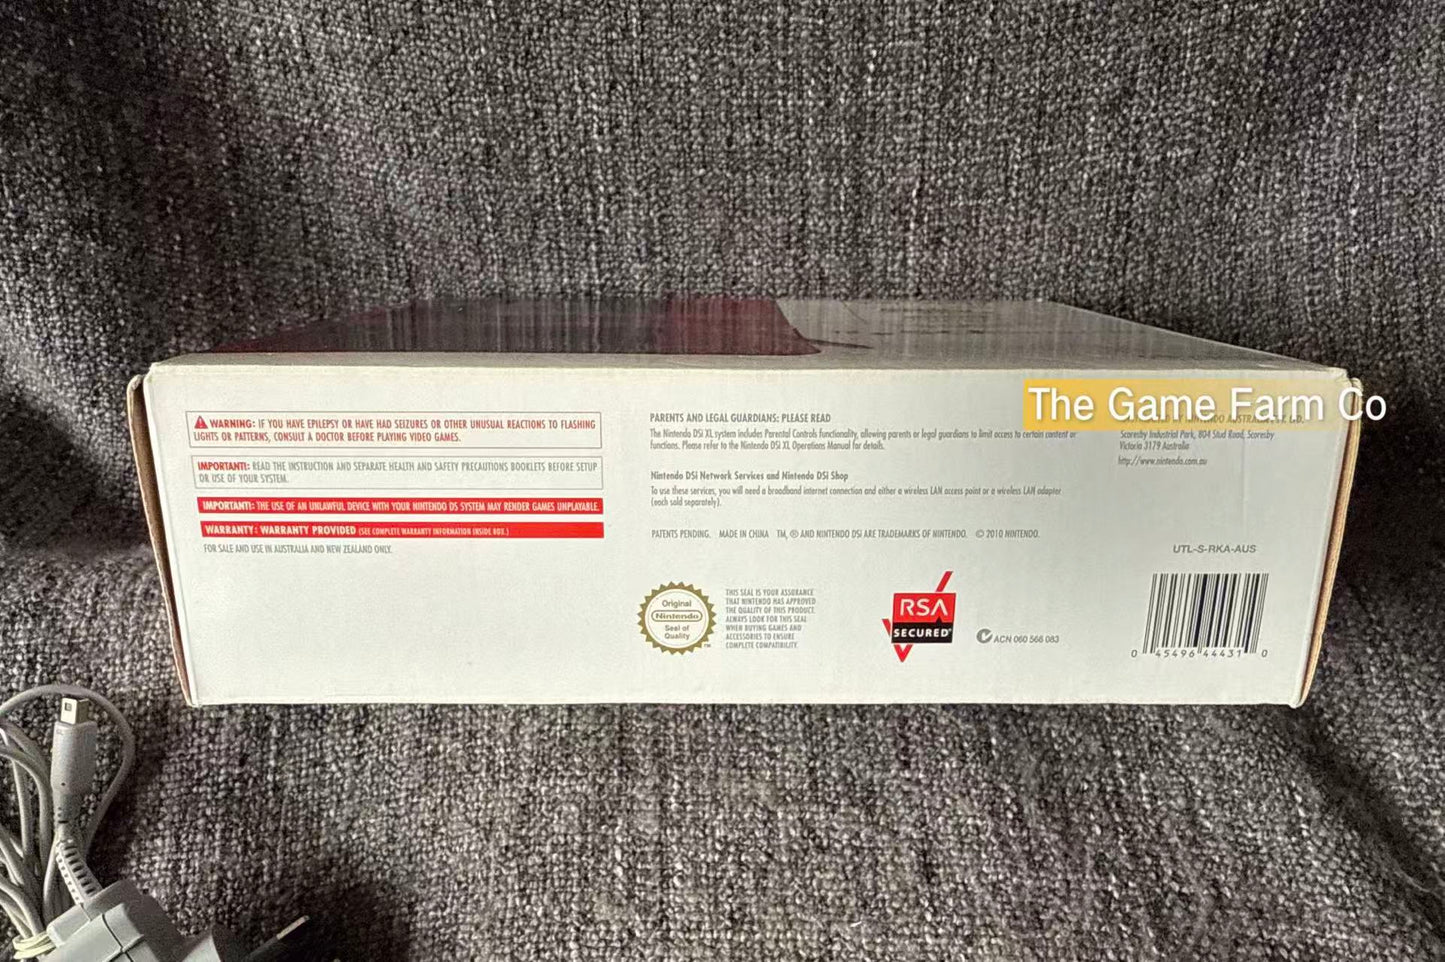 The Game Farm Co
WARNING: IF YOU HAVE EPILEPSY OR HAVE HAD SEIZURES OR OTHER UNUSUAL REACTIONS TO FLASHING
LIGHTS OR PATTERNS, CONSULT A DOCTOR BEFORE PLAYING VIDEO GAMES.
IMPORTANT: READ THE INSTRUCTION AND SEPARATE HEALTH AND SAFETY PRECAUTIONS BOOKLETS BEFORE SETUP
OR USE OF YOUR SYSTEM.
IMPORTANT: THE USE OF AN UNLAWFUL DEVICE WITH YOUR NINTENDO DS SYSTEM MAY RENDER GAMES UNPLAYABLE.
WARRANTY: WARRANTY PROVIDED (SEE COMPLETE WARRANTY INFORMATION INSIDE BOX.)
FOR SALE AND USE IN AUSTRALIA AND NEW ZEALAND ONLY.
PARENTS AND LEGAL GUARDIANS: PLEASE READ
The Nintendo DSi XL system includes Parental Controls functionality, allowing parents or legal guardians to limit access to certain content or
functions. Please refer to the Nintendo DSi XL Operations Manual for details.
Nintendo DSi Network Services and Nintendo DSi Shop
To use these services, you will need a broadband internet connection and either a wireless LAN access point or a wireless LAN adapter
(each sold separately).
PATENTS PENDING. MADE IN CHINA TM, ® AND NINTENDO DSi ARE TRADEMARKS OF NINTENDO. © 2010 NINTENDO.
Original
Nintendo
Seal of
Quality
TM
THIS SEAL IS YOUR ASSURANCE
THAT NINTENDO HAS APPROVED
THE QUALITY OF THIS PRODUCT.
ALWAYS LOOK FOR THIS SEAL
WHEN BUYING GAMES AND
ACCESSORIES TO ENSURE
COMPLETE COMPATIBILITY.
RSA
SECURED®
ACN 060 566 083
NINTENDO AUSTRALIA
Scoresby Industrial Park, 804 Stud Road, Scoresby
Victoria 3179 Australia
http://www.nintendo.com.au
UTL-S-RKA-AUS
0 45496 44431 0